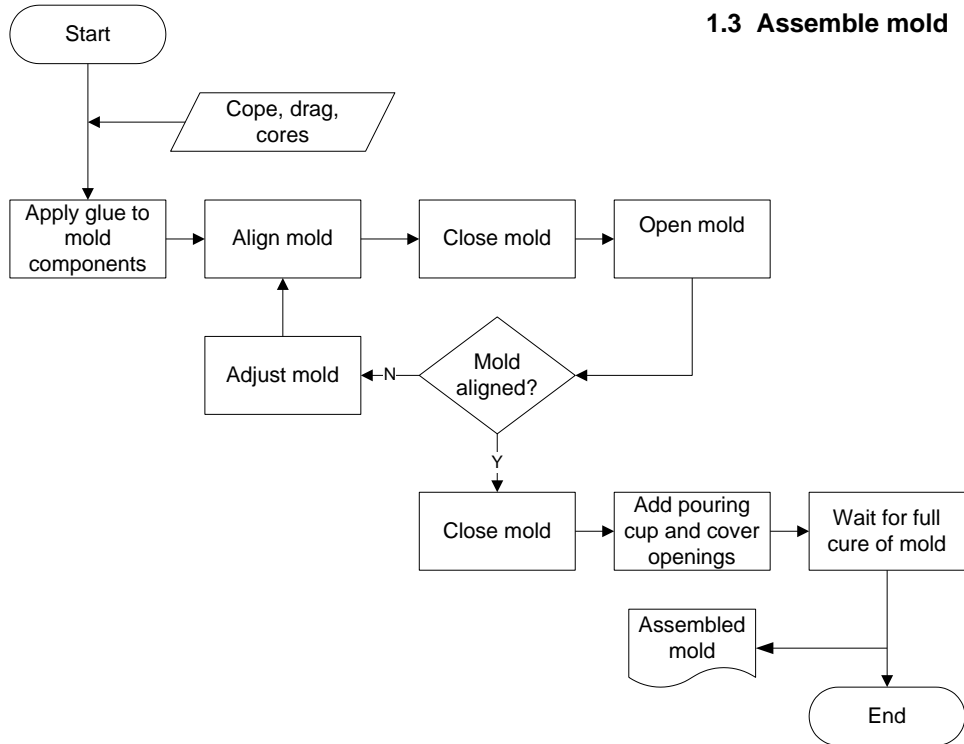 1.3 Assemble mold
Start
Cope, drag,
cores
Apply glue to
mold
components
Align mold
Close mold
Open mold
Adjust mold
N
Mold
aligned?
Y
Close mold
Add pouring
cup and cover
openings
Wait for full
cure of mold
Assembled
mold
End